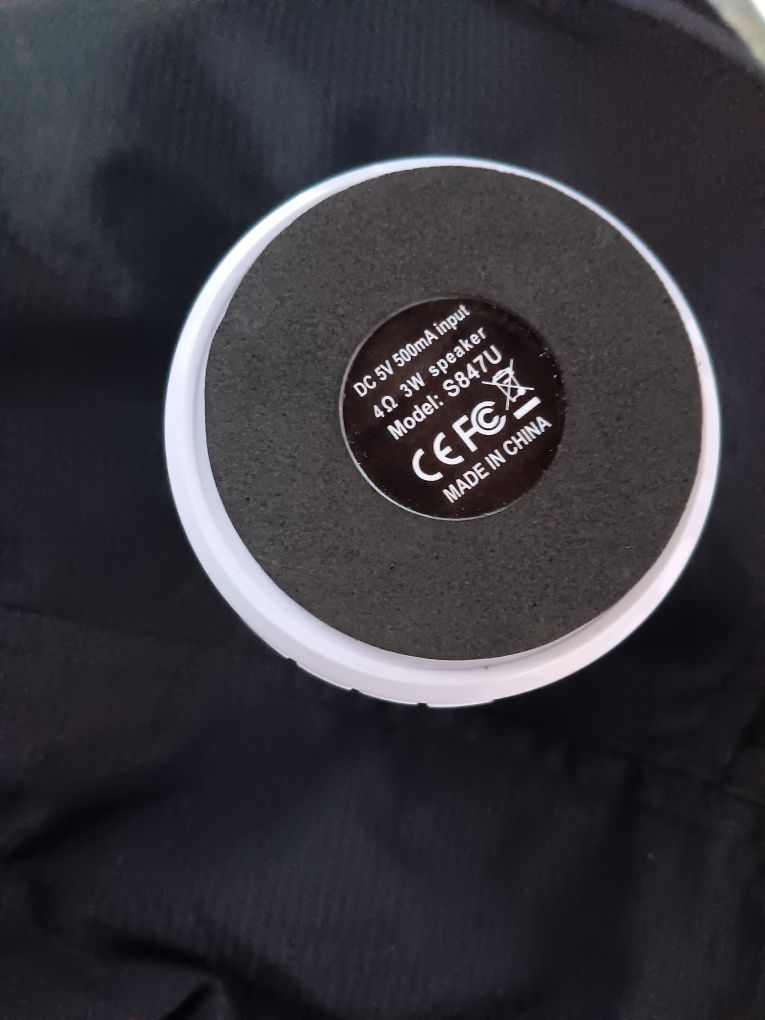 DC 5V 500mA input
4Ω 3W speaker
Model: S847U
CE FC
MADE IN CHINA